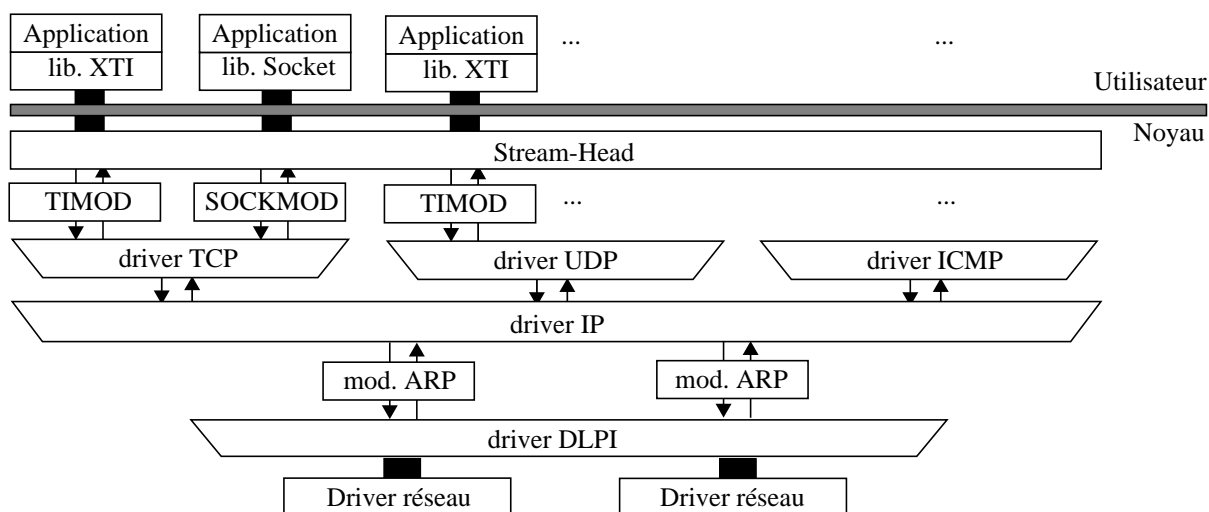 Application
Application
Application
...
...
lib. XTI
lib. Socket
lib. XTI
Utilisateur
Noyau
Stream-Head
TIMOD
SOCKMOD
TIMOD
...
...
driver TCP
driver UDP
driver ICMP
driver IP
mod. ARP
mod. ARP
driver DLPI
Driver réseau
Driver réseau